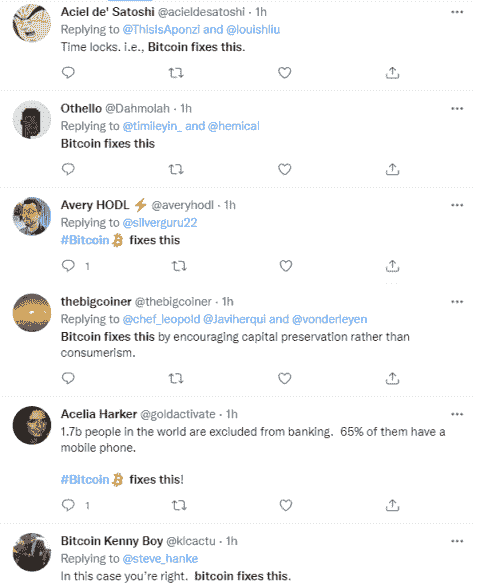 Aciel de' Satoshi @acieldesatoshi · 1h
Replying to @ThisIsAponzi and @louishliu
Time locks. i.e., Bitcoin fixes this.
Othello @Dahmolah · 1h
Replying to @timileyin_ and @hemical
Bitcoin fixes this
Avery HODL ⚡ @averyhodl · 1h
Replying to @silverguru22
#Bitcoin fixes this
1
thebigcoiner @thebigcoiner · 1h
Replying to @chef_leopold @Javiherqui and @vonderleyen
Bitcoin fixes this by encouraging capital preservation rather than
consumerism.
Acelia Harker @goldactivate · 1h
1.7b people in the world are excluded from banking. 65% of them have a
mobile phone.
#Bitcoin fixes this!
1
Bitcoin Kenny Boy @klcactu · 1h
Replying to @steve_hanke
In this case you're right. bitcoin fixes this.